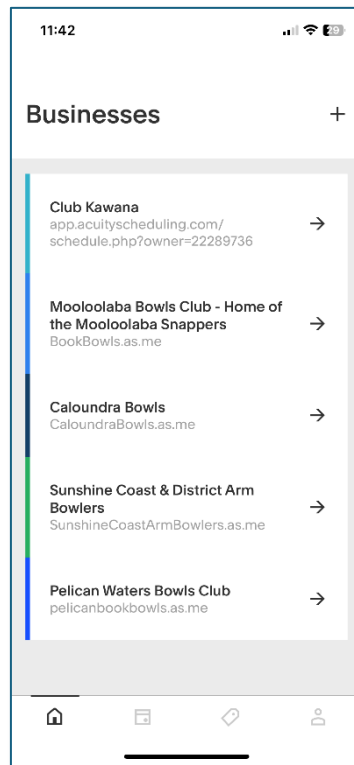 11:42
29
Businesses
+
Club Kawana
app.acuityscheduling.com/
schedule.php?owner=22289736
Mooloolaba Bowls Club - Home of
the Mooloolaba Snappers
BookBowls.as.me
Caloundra Bowls
CaloundraBowls.as.me
Sunshine Coast & District Arm
Bowlers
SunshineCoastArmBowlers.as.me
Pelican Waters Bowls Club
pelicanbookbowls.as.me